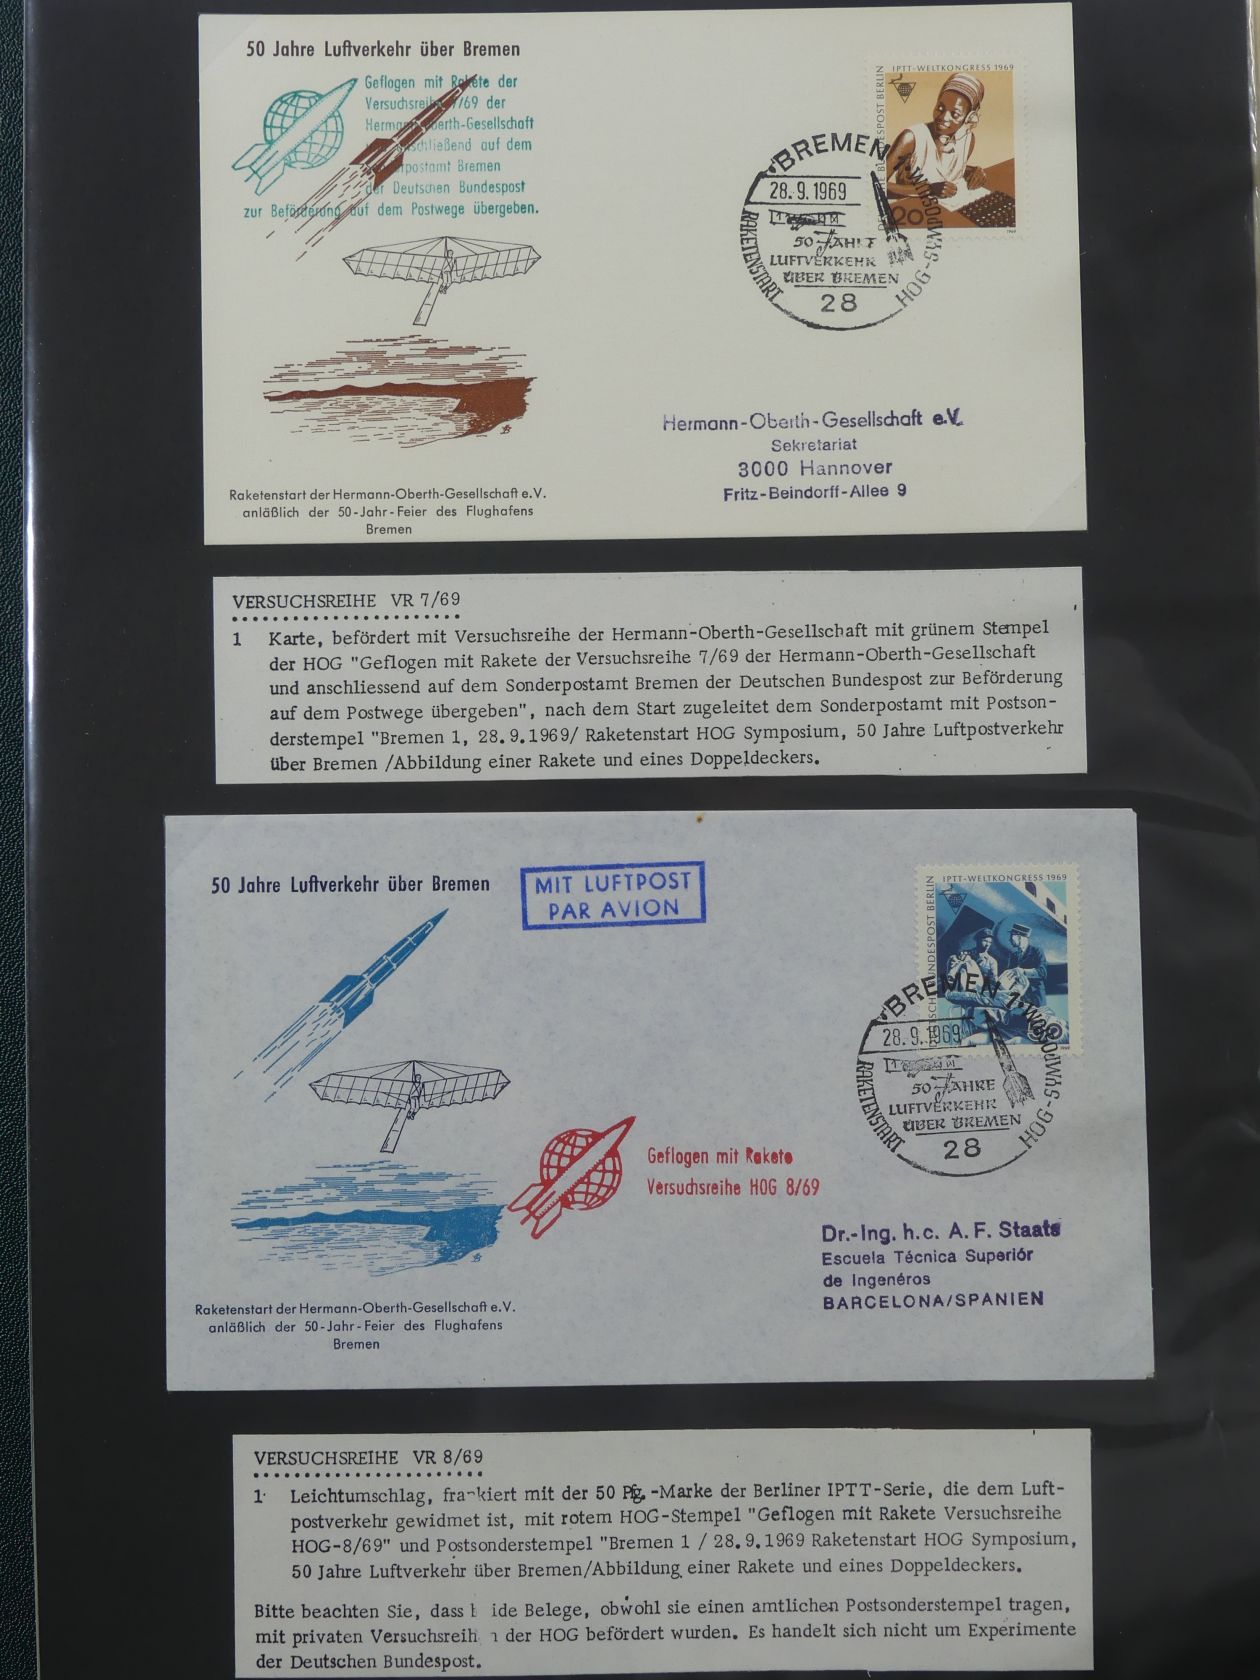 50 Jahre Luftverkehr über Bremen
Geflogen mit Rakete der
Versuchsreihe 7/69 der
Hermann-Oberth-Gesellschaft
und anschließend auf dem
postamt Bremen
der Deutschen Bundespost
zur Beförderung auf dem Postwege übergeben.
IPTT-WELTKONGRESS 1969
BUNDESPOST BERLIN
20
1969
BREMEN 1
28.9.1969
50 JAHRE
LUFTVERKEHR
ÜBER BREMEN
28
RAKETENSTART
HOG-SYMPOSIUM
Hermann-Oberth-Gesellschaft e.V.
Sekretariat
3000 Hannover
Fritz-Beindorff-Allee 9
Raketenstart der Hermann-Oberth-Gesellschaft e.V.
anläßlich der 50-Jahr-Feier des Flughafens
Bremen
VERSUCHSREIHE VR 7/69
1 Karte, befördert mit Versuchsreihe der Hermann-Oberth-Gesellschaft mit grünem Stempel
der HOG "Geflogen mit Rakete der Versuchsreihe 7/69 der Hermann-Oberth-Gesellschaft
und anschliessend auf dem Sonderpostamt Bremen der Deutschen Bundespost zur Beförderung
auf dem Postwege übergeben", nach dem Start zugeleitet dem Sonderpostamt mit Postson-
derstempel "Bremen 1, 28.9.1969/ Raketenstart HOG Symposium, 50 Jahre Luftpostverkehr
über Bremen /Abbildung einer Rakete und eines Doppeldeckers.
50 Jahre Luftverkehr über Bremen
MIT LUFTPOST
PAR AVION
IPTT-WELTKONGRESS 1969
DEUTSCHE BUNDESPOST BERLIN
50
1969
BREMEN 1
28.9.1969
50 JAHRE
LUFTVERKEHR
ÜBER BREMEN
28
RAKETENSTART
HOG-SYMPOSIUM
Geflogen mit Rakete
Versuchsreihe HOG 8/69
Dr.-Ing. h.c. A. F. Staats
Escuela Técnica Superiór
de Ingenéros
BARCELONA/SPANIEN
Raketenstart der Hermann-Oberth-Gesellschaft e.V.
anläßlich der 50-Jahr-Feier des Flughafens
Bremen
VERSUCHSREIHE VR 8/69
1 Leichtumschlag, frankiert mit der 50 Pfg.-Marke der Berliner IPTT-Serie, die dem Luft-
postverkehr gewidmet ist, mit rotem HOG-Stempel "Geflogen mit Rakete Versuchsreihe
HOG-8/69" und Postsonderstempel "Bremen 1 / 28.9.1969 Raketenstart HOG Symposium,
50 Jahre Luftverkehr über Bremen/Abbildung einer Rakete und eines Doppeldeckers.
Bitte beachten Sie, dass beide Belege, obwohl sie einen amtlichen Postsonderstempel tragen,
mit privaten Versuchsreihen der HOG befördert wurden. Es handelt sich nicht um Experimente
der Deutschen Bundespost.